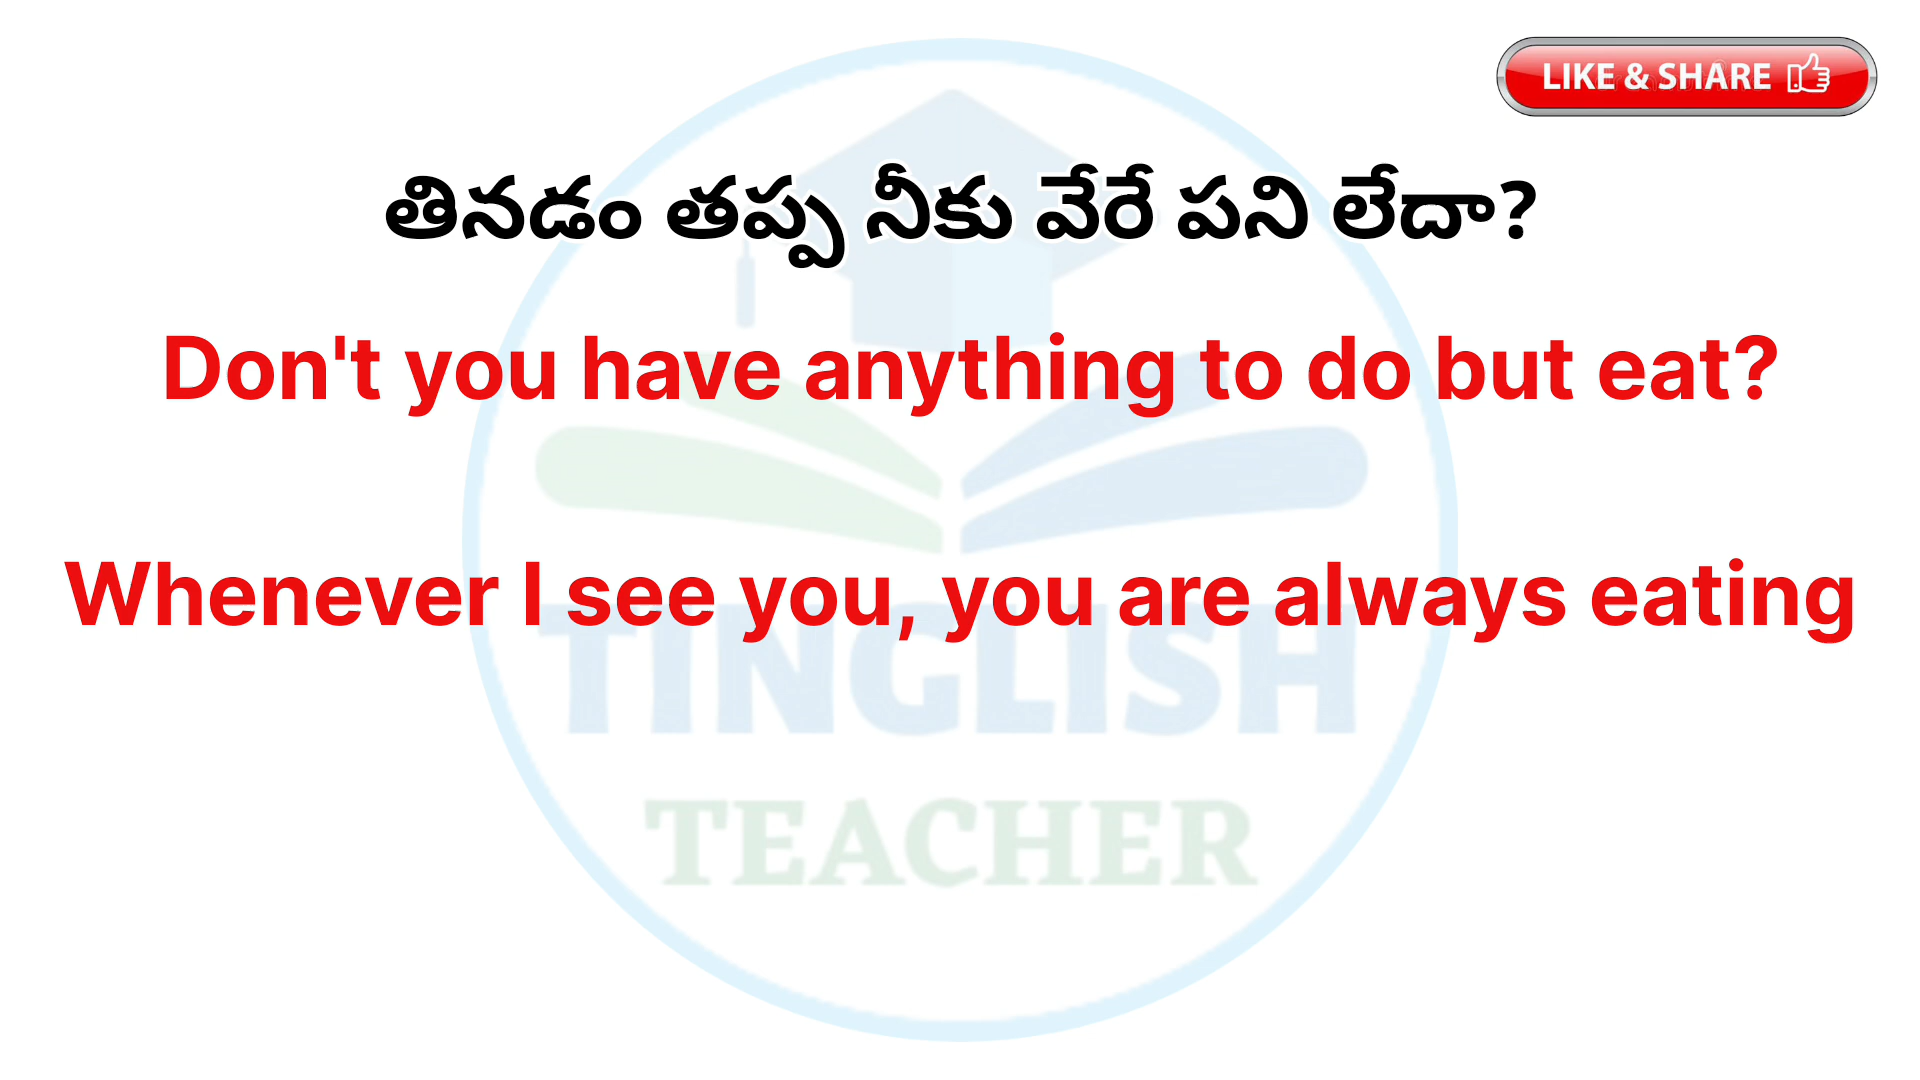 LIKE & SHARE
తినడం తప్ప నీకు వేరే పని లేదా?
Don't you have anything to do but eat?
Whenever I see you, you are always eating
TINGLISH
TEACHER